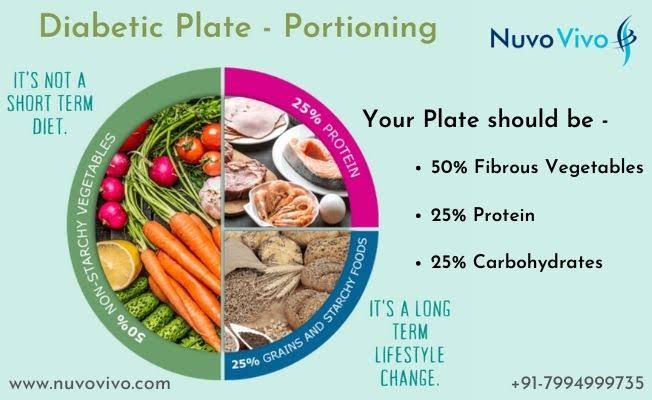 Diabetic Plate - Portioning
Nuvo Vivo
IT'S NOT A
SHORT TERM
DIET.
50% NON-STARCHY VEGETABLES
25% PROTEIN
25% GRAINS AND STARCHY FOODS
Your Plate should be -
• 50% Fibrous Vegetables
• 25% Protein
• 25% Carbohydrates
IT'S A LONG
TERM
LIFESTYLE
CHANGE.
www.nuvovivo.com
+91-7994999735